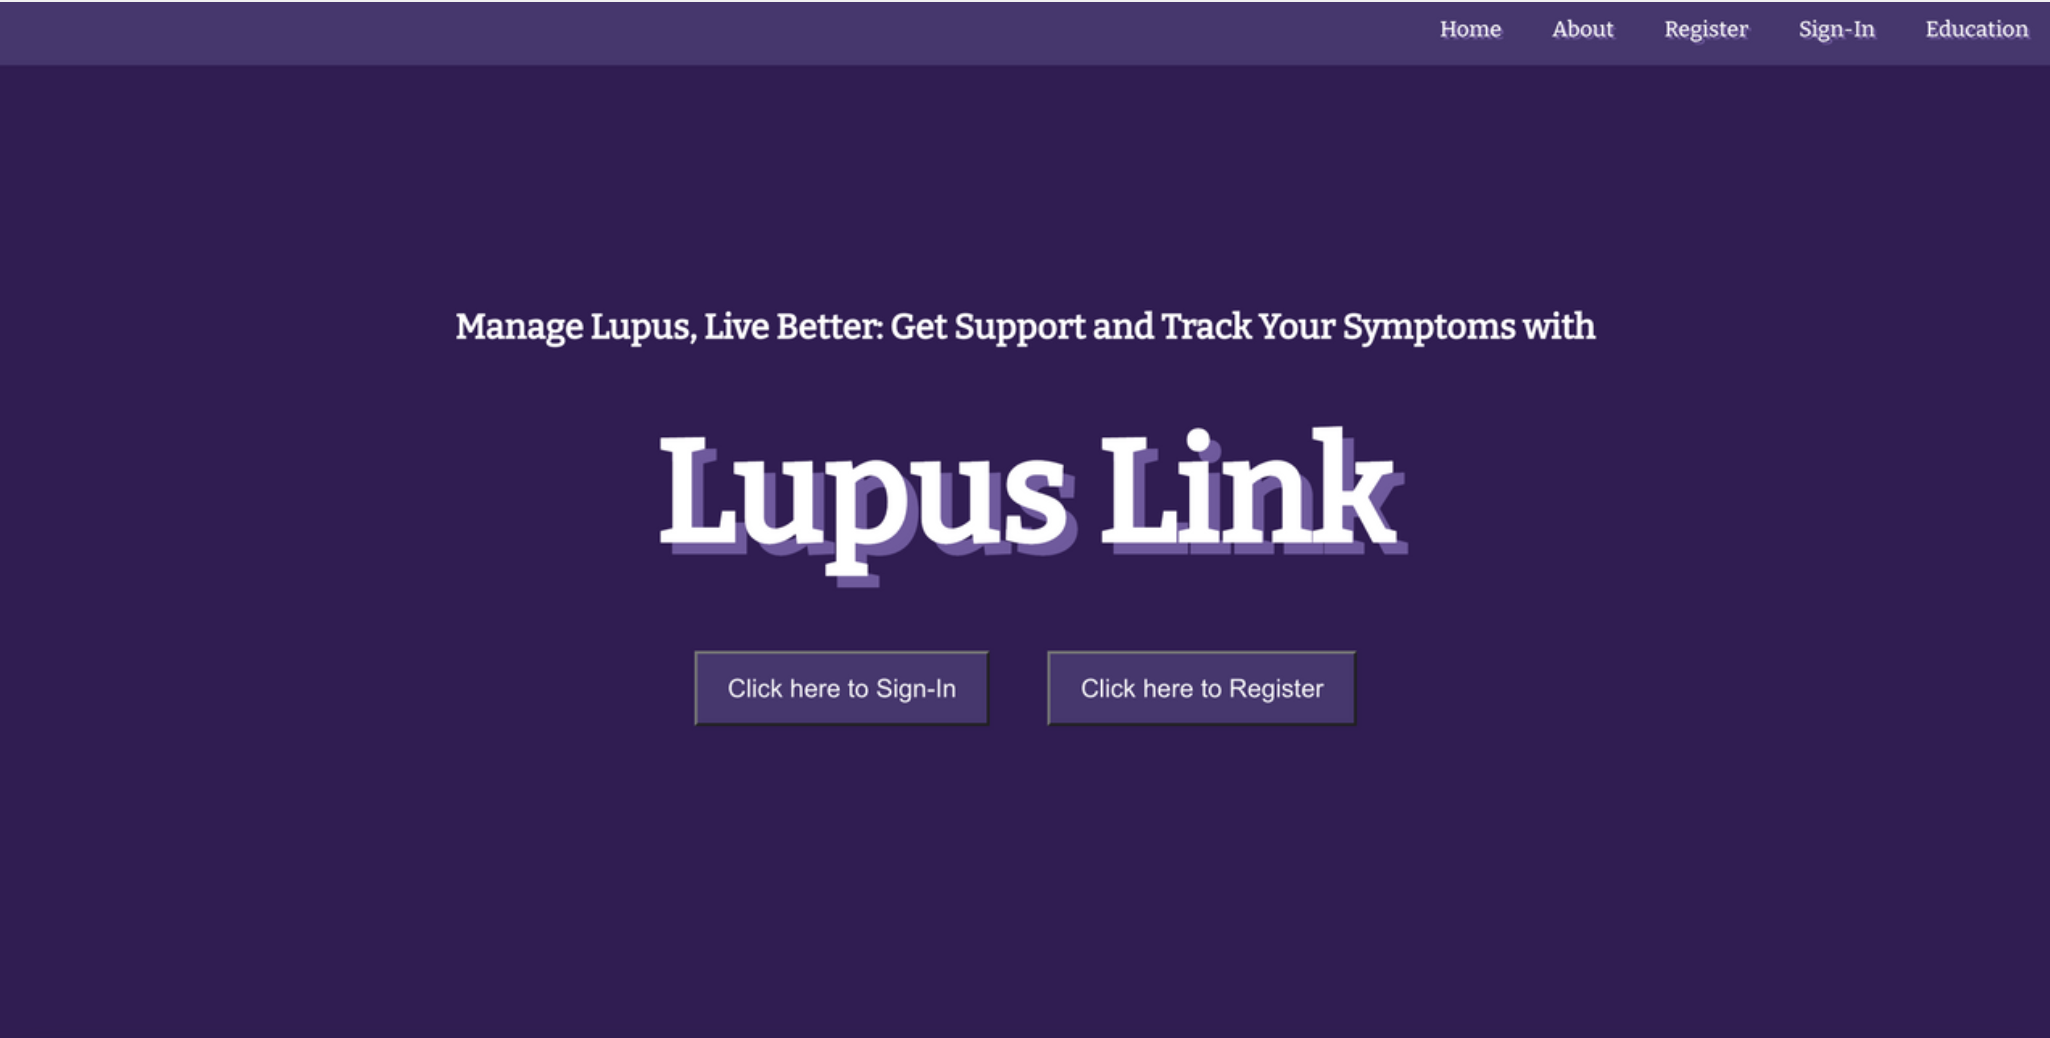 Home About Register Sign-In Education
Manage Lupus, Live Better: Get Support and Track Your Symptoms with
Lupus Link
Click here to Sign-In Click here to Register